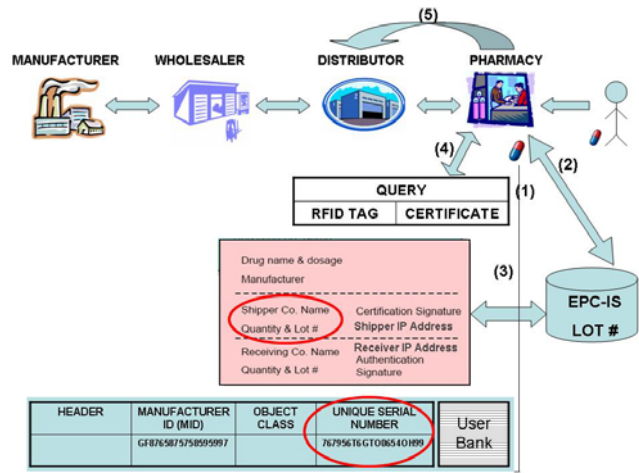 (5)
MANUFACTURER WHOLESALER DISTRIBUTOR PHARMACY
(4)
(2)
QUERY
(1)
RFID TAG CERTIFICATE
Drug name & dosage
Manufacturer
(3)
Shipper Co. Name Certification Signature
Quantity & Lot # Shipper IP Address
EPC-IS
LOT #
Receiving Co. Name Receiver IP Address
Authentication
Quantity & Lot # Signature
HEADER MANUFACTURER ID (MID) OBJECT CLASS UNIQUE SERIAL NUMBER
User Bank
GF8765875758595997 767956T6GTO06540H99